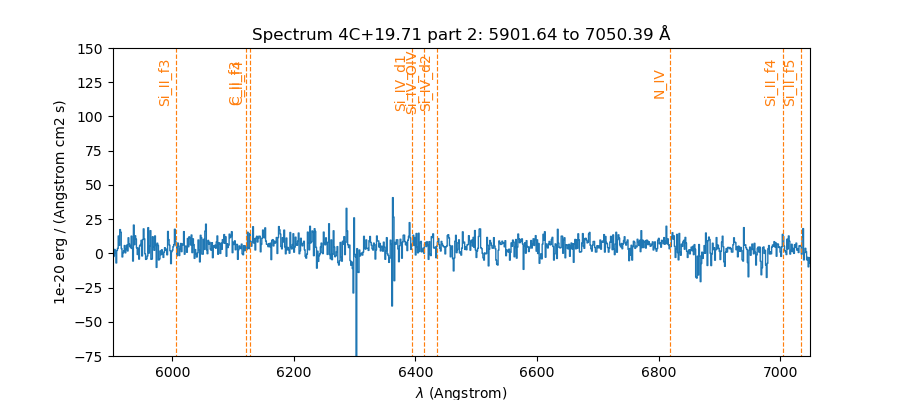 Spectrum 4C+19.71 part 2: 5901.64 to 7050.39 Å
150
125
100
75
50
25
0
−25
−50
−75
1e-20 erg / (Angstrom cm2 s)
Si_II_f3
C_II_f4
Si_IV_d1
Si_IV_OIV
Si_IV_d2
N_IV
Si_II_f4
Si_II_f5
6000
6200
6400
6600
6800
7000
λ (Angstrom)